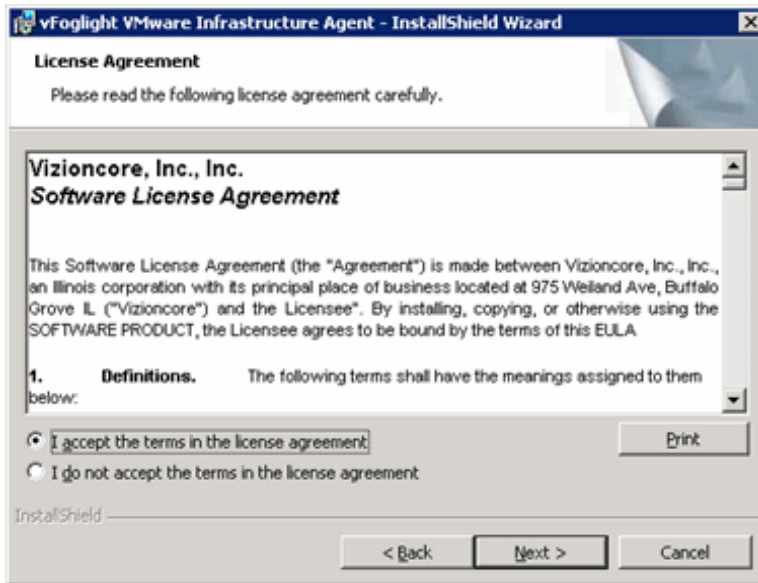 vFoglight VMware Infrastructure Agent - InstallShield Wizard
License Agreement
Please read the following license agreement carefully.
Vizioncore, Inc., Inc.
Software License Agreement
This Software License Agreement (the "Agreement") is made between Vizioncore, Inc., Inc.,
an Illinois corporation with its principal place of business located at 975 Weiland Ave, Buffalo
Grove IL ("Vizioncore") and the Licensee". By installing, copying, or otherwise using the
SOFTWARE PRODUCT, the Licensee agrees to be bound by the terms of this EULA
1. Definitions. The following terms shall have the meanings assigned to them
below:
I accept the terms in the license agreement
Print
I do not accept the terms in the license agreement
InstallShield
< Back Next > Cancel